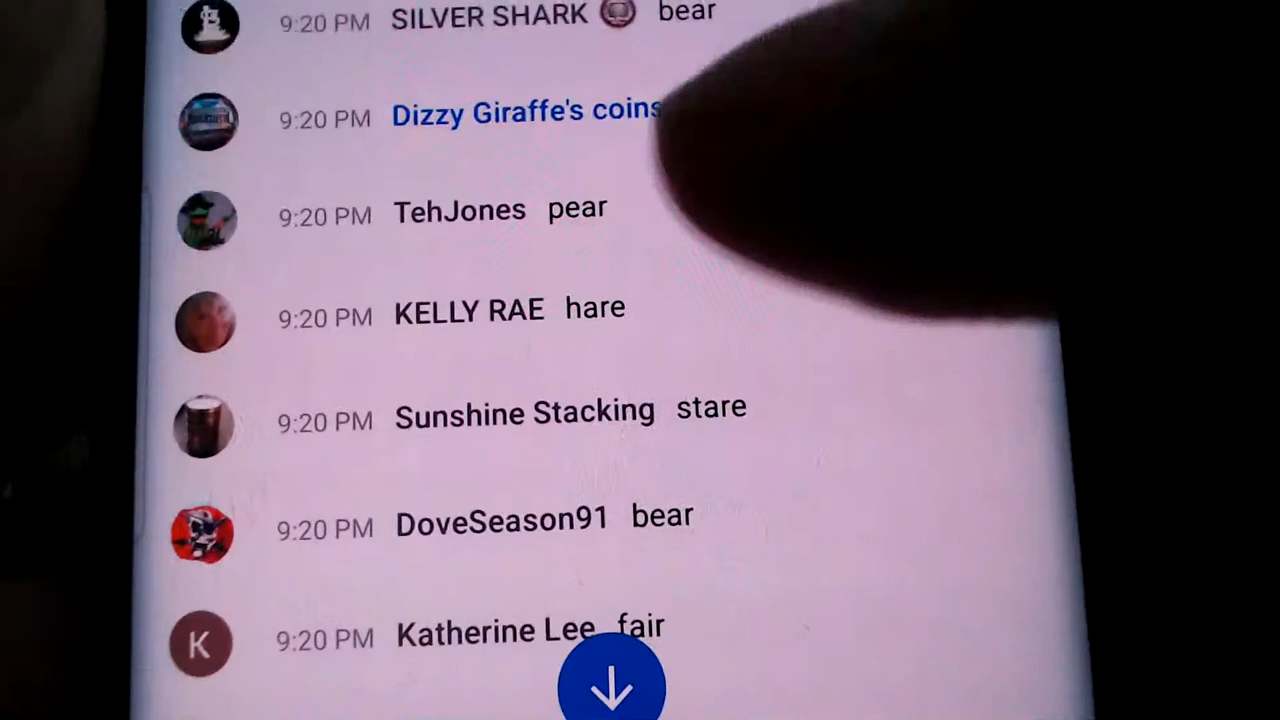 9:20 PM SILVER SHARK bear
9:20 PM Dizzy Giraffe's coins
9:20 PM TehJones pear
9:20 PM KELLY RAE hare
9:20 PM Sunshine Stacking stare
9:20 PM DoveSeason91 bear
K 9:20 PM Katherine Lee fair